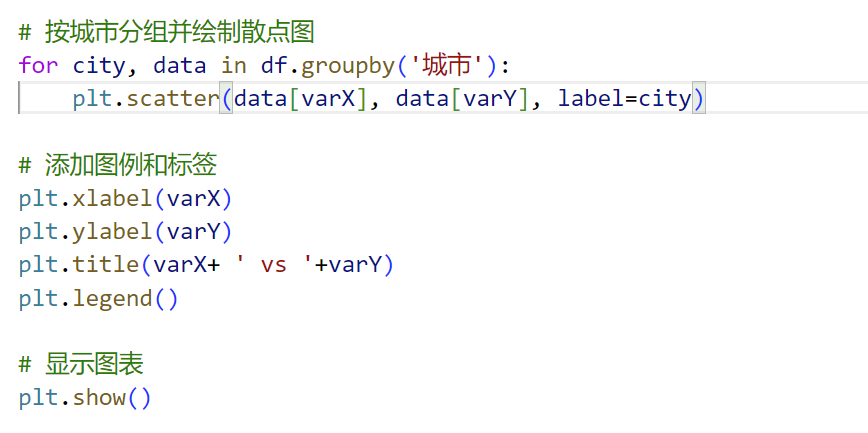 # 按城市分组并绘制散点图
for city, data in df.groupby('城市'):
    plt.scatter(data[varX], data[varY], label=city)
# 添加图例和标签
plt.xlabel(varX)
plt.ylabel(varY)
plt.title(varX+ ' vs '+varY)
plt.legend()
# 显示图表
plt.show()